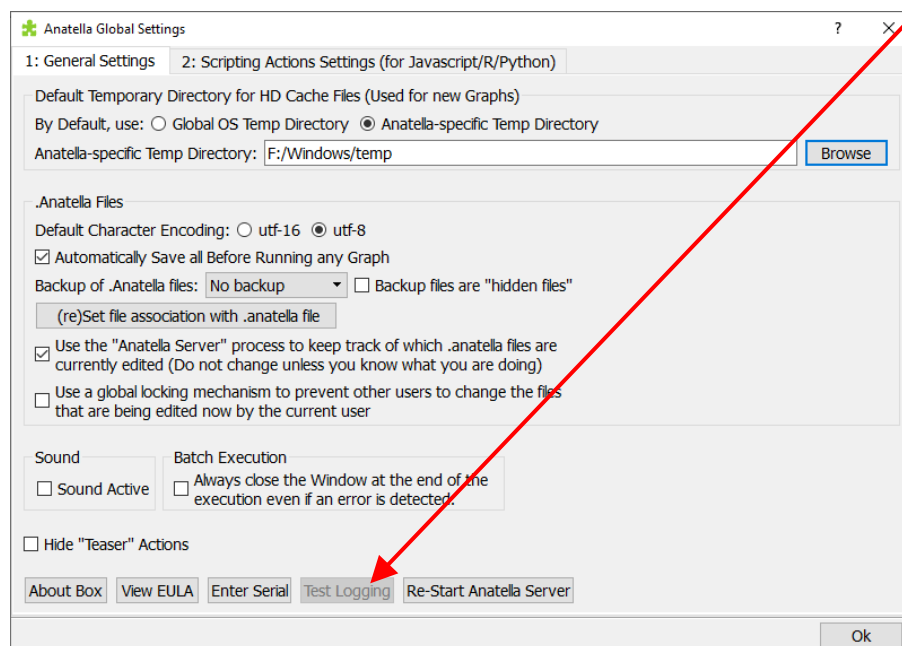 Anatella Global Settings
1: General Settings 2: Scripting Actions Settings (for Javascript/R/Python)
Default Temporary Directory for HD Cache Files (Used for new Graphs)
By Default, use: Global OS Temp Directory Anatella-specific Temp Directory
Anatella-specific Temp Directory: F:/Windows/temp Browse
.Anatella Files
Default Character Encoding: utf-16 utf-8
Automatically Save all Before Running any Graph
Backup of .Anatella files: No backup Backup files are "hidden files"
(re)Set file association with .anatella file
Use the "Anatella Server" process to keep track of which .anatella files are
currently edited (Do not change unless you know what you are doing)
Use a global locking mechanism to prevent other users to change the files
that are being edited now by the current user
Sound Batch Execution
Sound Active Always close the Window at the end of the
execution even if an error is detected.
Hide "Teaser" Actions
About Box View EULA Enter Serial Test Logging Re-Start Anatella Server
Ok